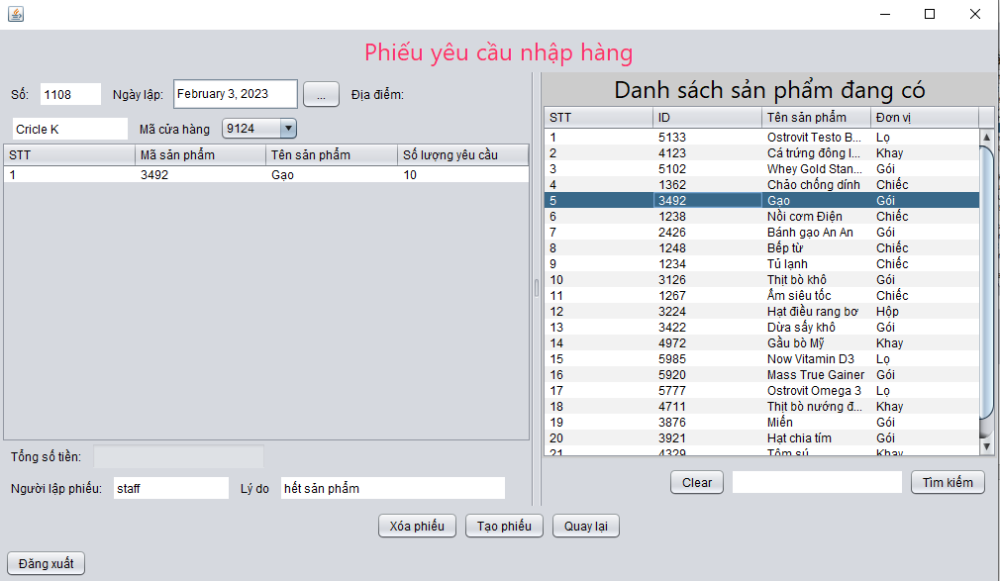 Phiếu yêu cầu nhập hàng
Số: 1108 Ngày lập: February 3, 2023 ... Địa điểm:
Cricle K Mã cửa hàng 9124
STT Mã sản phẩm Tên sản phẩm Số lượng yêu cầu
1 3492 Gạo 10
Tổng số tiền:
Người lập phiếu: staff Lý do hết sản phẩm
Danh sách sản phẩm đang có
STT ID Tên sản phẩm Đơn vị
1 5133 Ostrovit Testo B... Lọ
2 4123 Cá trứng đông l... Khay
3 5102 Whey Gold Stan... Gói
4 1362 Chảo chống dính Chiếc
5 3492 Gạo Gói
6 1238 Nồi cơm Điện Chiếc
7 2426 Bánh gạo An An Gói
8 1248 Bếp từ Chiếc
9 1234 Tủ lạnh Chiếc
10 3126 Thịt bò khô Gói
11 1267 Ấm siêu tốc Chiếc
12 3224 Hạt điều rang bơ Hộp
13 3422 Dừa sấy khô Gói
14 4972 Gầu bò Mỹ Khay
15 5985 Now Vitamin D3 Lọ
16 5920 Mass True Gainer Gói
17 5777 Ostrovit Omega 3 Lọ
18 4711 Thịt bò nướng đ... Khay
19 3876 Miến Gói
20 3921 Hạt chia tím Gói
21 4329 Tôm sú Khay
Clear Tìm kiếm
Xóa phiếu Tạo phiếu Quay lại
Đăng xuất